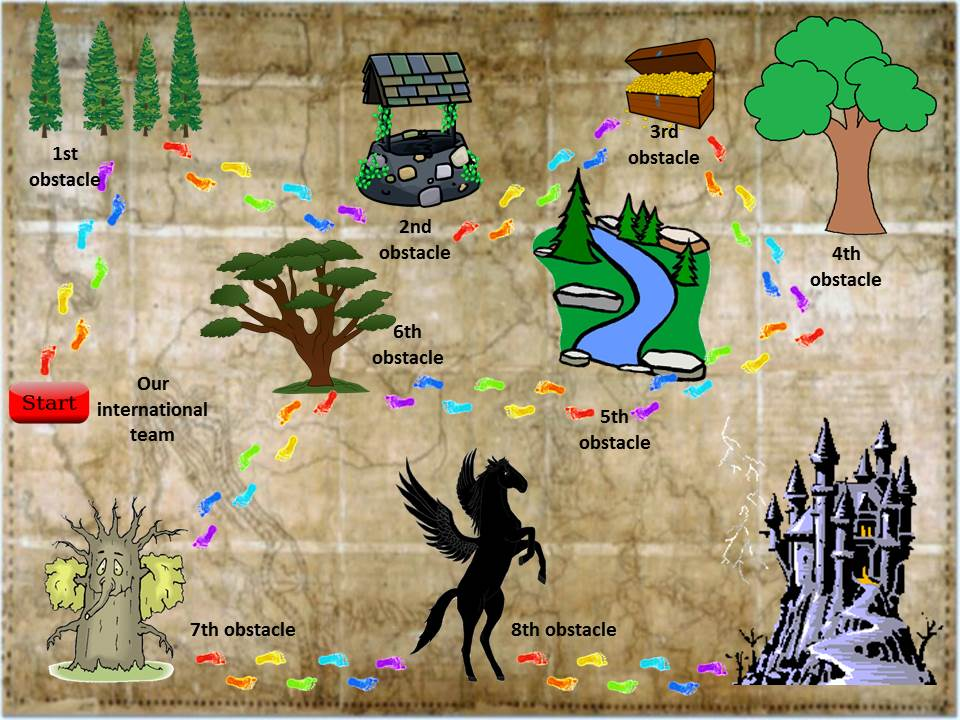 1st
obstacle
2nd
obstacle
3rd
obstacle
4th
obstacle
6th
obstacle
Start
Our
international
team
5th
obstacle
7th obstacle
8th obstacle